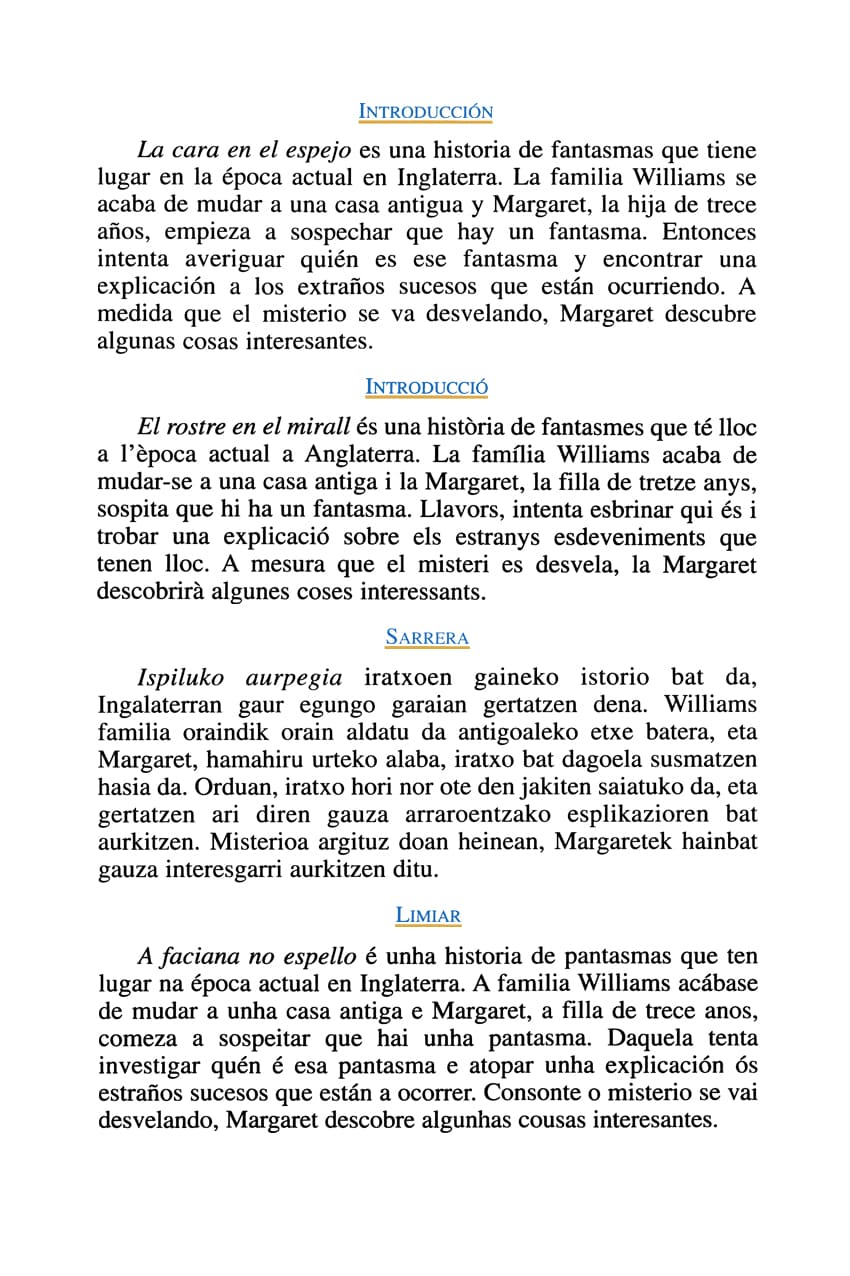 INTRODUCCIÓN
La cara en el espejo es una historia de fantasmas que tiene
lugar en la época actual en Inglaterra. La familia Williams se
acaba de mudar a una casa antigua y Margaret, la hija de trece
años, empieza a sospechar que hay un fantasma. Entonces
intenta averiguar quién es ese fantasma y encontrar una
explicación a los extraños sucesos que están ocurriendo. A
medida que el misterio se va desvelando, Margaret descubre
algunas cosas interesantes.
INTRODUCCIÓ
El rostre en el mirall és una història de fantasmes que té lloc
a l’època actual a Anglaterra. La família Williams acaba de
mudar-se a una casa antiga i la Margaret, la filla de tretze anys,
sospita que hi ha un fantasma. Llavors, intenta esbrinar qui és i
trobar una explicació sobre els estranys esdeveniments que
tenen lloc. A mesura que el misteri es desvela, la Margaret
descobrirà algunes coses interessants.
SARRERA
Ispiluko aurpegia iratxoen gaineko istorio bat da,
Ingalaterran gaur egungo garaian gertatzen dena. Williams
familia oraindik orain aldatu da antigoaleko etxe batera, eta
Margaret, hamahiru urteko alaba, iratxo bat dagoela susmatzen
hasia da. Orduan, iratxo hori nor ote den jakiten saiatuko da, eta
gertatzen ari diren gauza arraroentzako esplikazioren bat
aurkitzen. Misterioa argituz doan heinean, Margaretek hainbat
gauza interesgarri aurkitzen ditu.
LIMIAR
A faciana no espello é unha historia de pantasmas que ten
lugar na época actual en Inglaterra. A familia Williams acábase
de mudar a unha casa antiga e Margaret, a filla de trece anos,
comeza a sospeitar que hai unha pantasma. Daquela tenta
investigar quén é esa pantasma e atopar unha explicación ós
estraños sucesos que están a ocorrer. Consonte o misterio se vai
desvelando, Margaret descobre algunhas cousas interesantes.